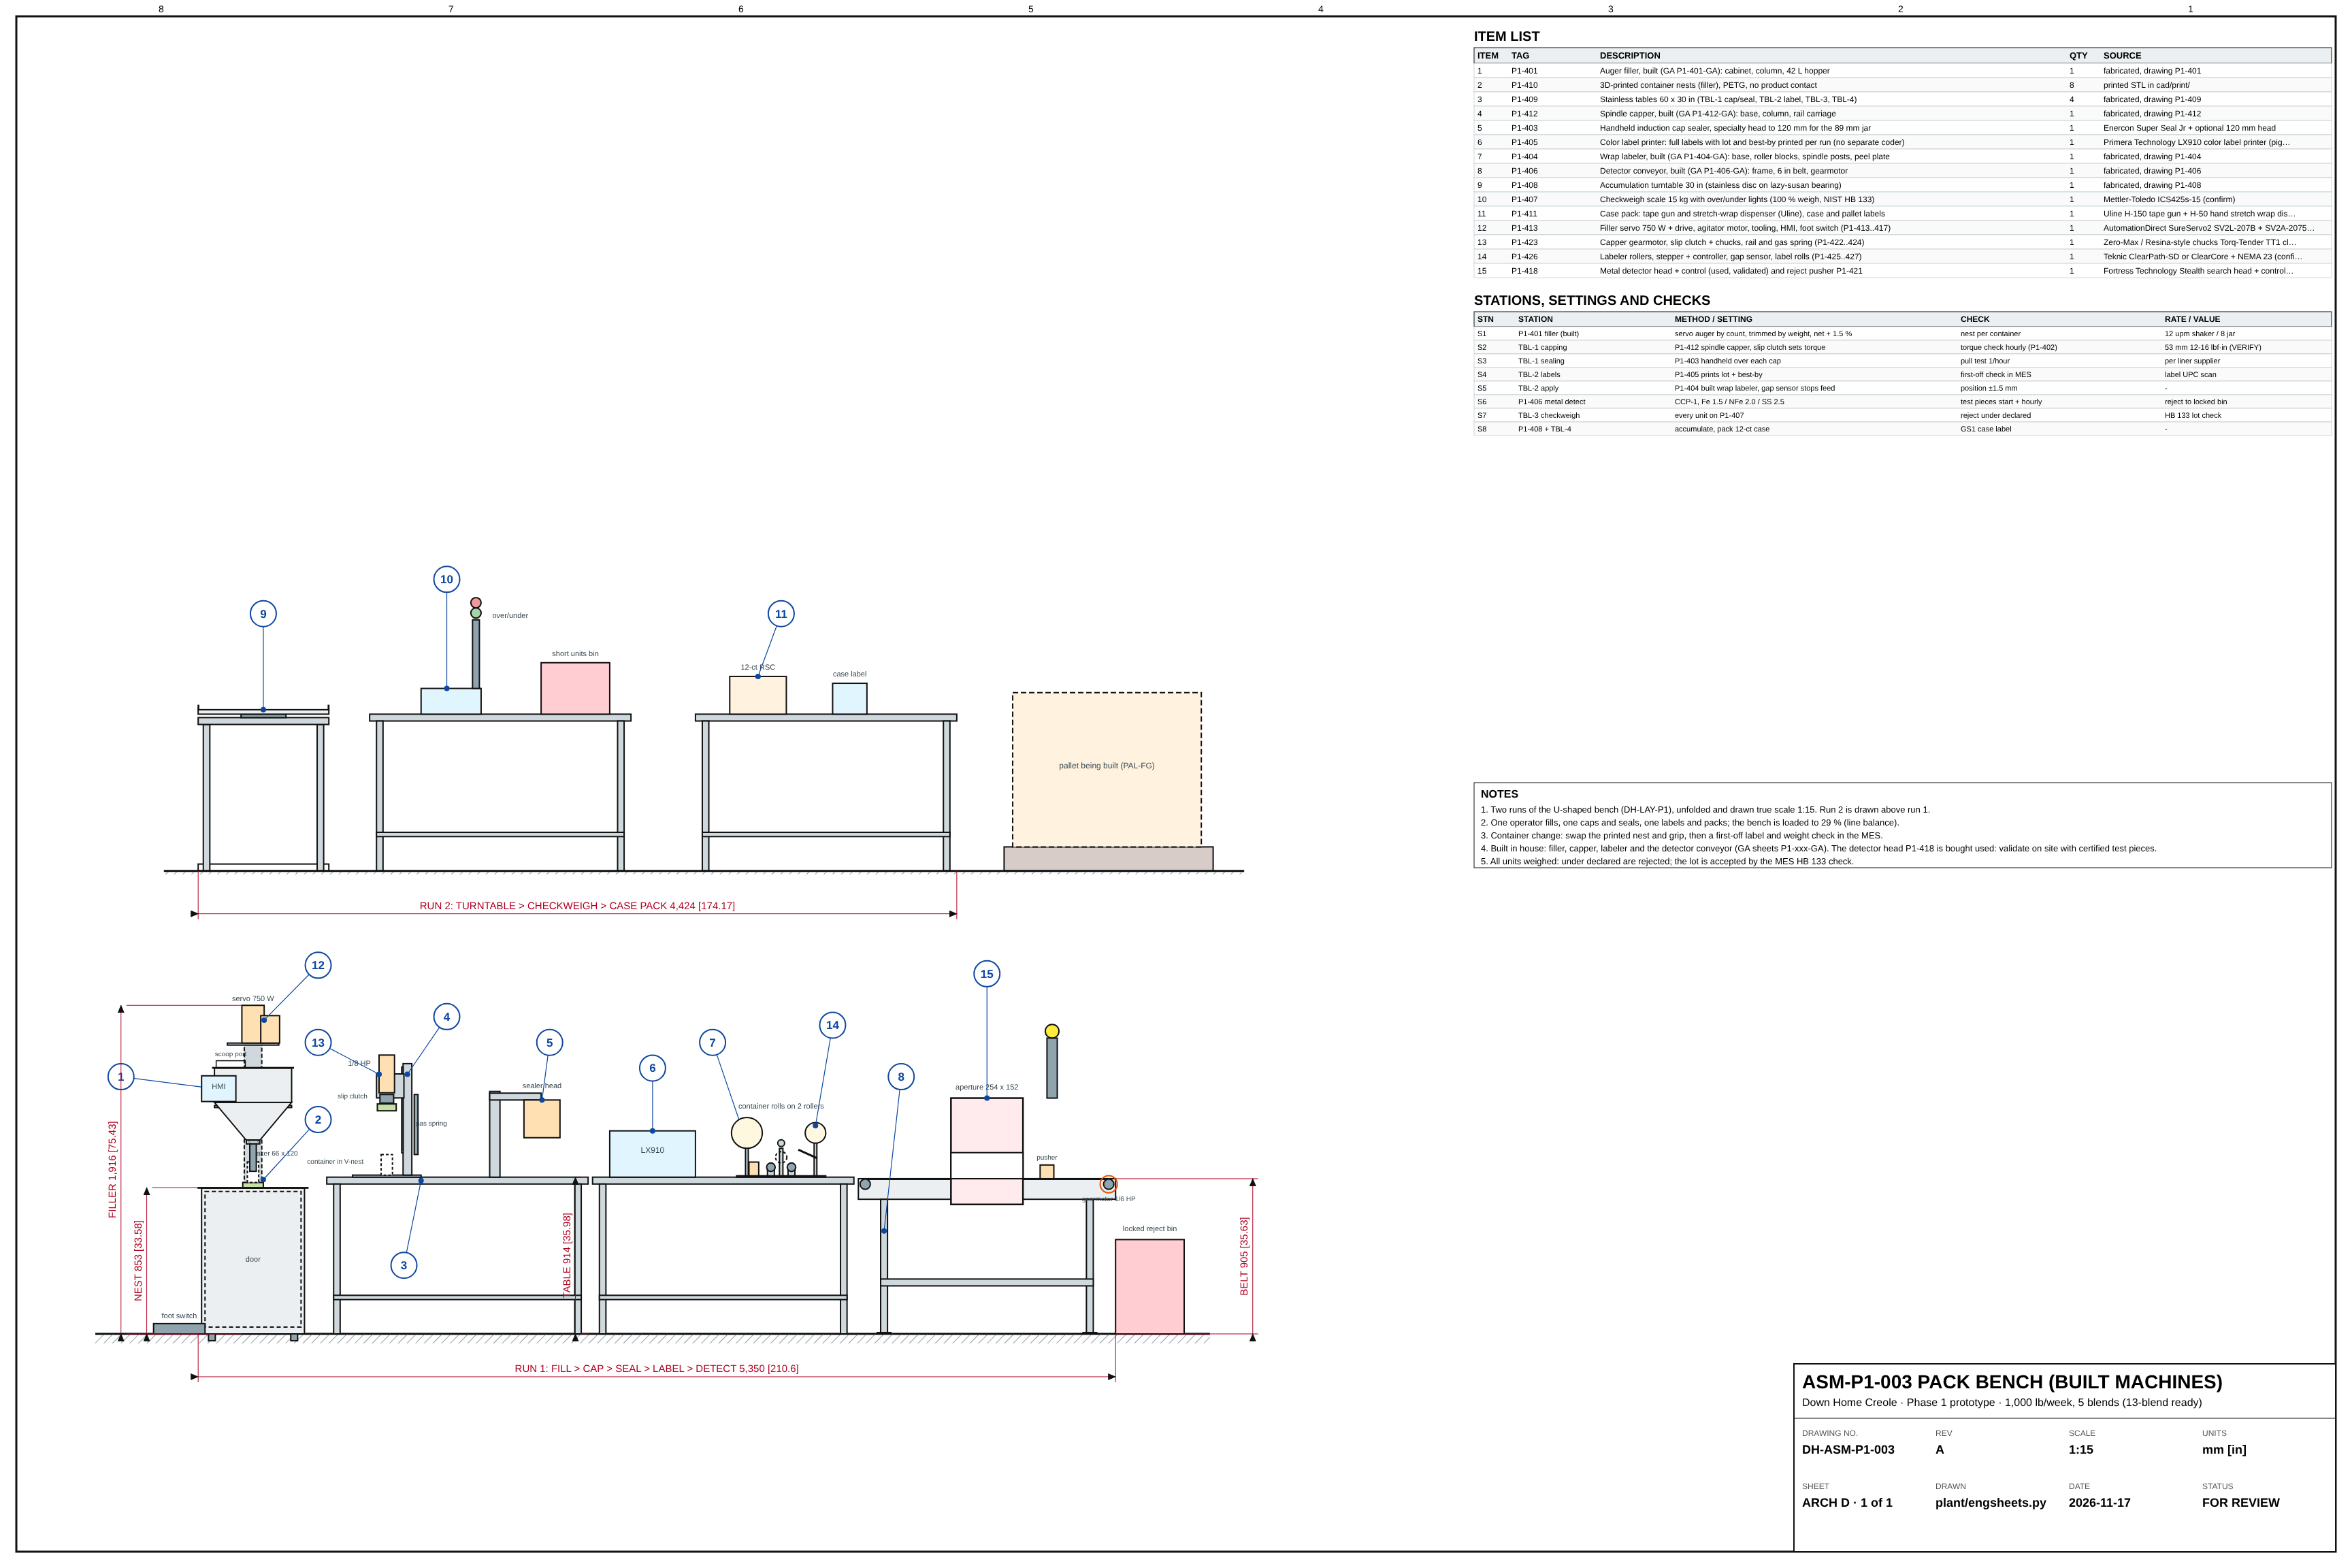 8 7 6 5 4 3 2 1
ITEM LIST
ITEM TAG DESCRIPTION QTY SOURCE
1 P1-401 Auger filler, built (GA P1-401-GA): cabinet, column, 42 L hopper 1 fabricated, drawing P1-401
2 P1-410 3D-printed container nests (filler), PETG, no product contact 8 printed STL in cad/print/
3 P1-409 Stainless tables 60 x 30 in (TBL-1 cap/seal, TBL-2 label, TBL-3, TBL-4) 4 fabricated, drawing P1-409
4 P1-412 Spindle capper, built (GA P1-412-GA): base, column, rail carriage 1 fabricated, drawing P1-412
5 P1-403 Handheld induction cap sealer, specialty head to 120 mm for the 89 mm jar 1 Enercon Super Seal Jr + optional 120 mm head
6 P1-405 Color label printer: full labels with lot and best-by printed per run (no separate coder) 1 Primera Technology LX910 color label printer (pig…
7 P1-404 Wrap labeler, built (GA P1-404-GA): base, roller blocks, spindle posts, peel plate 1 fabricated, drawing P1-404
8 P1-406 Detector conveyor, built (GA P1-406-GA): frame, 6 in belt, gearmotor 1 fabricated, drawing P1-406
9 P1-408 Accumulation turntable 30 in (stainless disc on lazy-susan bearing) 1 fabricated, drawing P1-408
10 P1-407 Checkweigh scale 15 kg with over/under lights (100 % weigh, NIST HB 133) 1 Mettler-Toledo ICS425s-15 (confirm)
11 P1-411 Case pack: tape gun and stretch-wrap dispenser (Uline), case and pallet labels 1 Uline H-150 tape gun + H-50 hand stretch wrap dis…
12 P1-413 Filler servo 750 W + drive, agitator motor, tooling, HMI, foot switch (P1-413..417) 1 AutomationDirect SureServo2 SV2L-207B + SV2A-2075…
13 P1-423 Capper gearmotor, slip clutch + chucks, rail and gas spring (P1-422..424) 1 Zero-Max / Resina-style chucks Torq-Tender TT1 cl…
14 P1-426 Labeler rollers, stepper + controller, gap sensor, label rolls (P1-425..427) 1 Teknic ClearPath-SD or ClearCore + NEMA 23 (confi…
15 P1-418 Metal detector head + control (used, validated) and reject pusher P1-421 1 Fortress Technology Stealth search head + control…
STATIONS, SETTINGS AND CHECKS
STN STATION METHOD / SETTING CHECK RATE / VALUE
S1 P1-401 filler (built) servo auger by count, trimmed by weight, net + 1.5 % nest per container 12 upm shaker / 8 jar
S2 TBL-1 capping P1-412 spindle capper, slip clutch sets torque torque check hourly (P1-402) 53 mm 12-16 lbf·in (VERIFY)
S3 TBL-1 sealing P1-403 handheld over each cap pull test 1/hour per liner supplier
S4 TBL-2 labels P1-405 prints lot + best-by first-off check in MES label UPC scan
S5 TBL-2 apply P1-404 built wrap labeler, gap sensor stops feed position ±1.5 mm -
S6 P1-406 metal detect CCP-1, Fe 1.5 / NFe 2.0 / SS 2.5 test pieces start + hourly reject to locked bin
S7 TBL-3 checkweigh every unit on P1-407 reject under declared HB 133 lot check
S8 P1-408 + TBL-4 accumulate, pack 12-ct case GS1 case label -
10
9
11
over/under
short units bin
12-ct RSC
case label
pallet being built (PAL-FG)
RUN 2: TURNTABLE > CHECKWEIGH > CASE PACK 4,424 [174.17]
NOTES
1. Two runs of the U-shaped bench (DH-LAY-P1), unfolded and drawn true scale 1:15. Run 2 is drawn above run 1.
2. One operator fills, one caps and seals, one labels and packs; the bench is loaded to 29 % (line balance).
3. Container change: swap the printed nest and grip, then a first-off label and weight check in the MES.
4. Built in house: filler, capper, labeler and the detector conveyor (GA sheets P1-xxx-GA). The detector head P1-418 is bought used: validate on site with certified test pieces.
5. All units weighed: under declared are rejected; the lot is accepted by the MES HB 133 check.
12
15
servo 750 W
4
14
13
5
7
scoop port
1/8 HP
6
1
HMI
8
sealer head
aperture 254 x 152
slip clutch
container rolls on 2 rollers
2
gas spring
66 x 120
container in V-nest
LX910
pusher
gearmotor 1/6 HP
FILLER 1,916 [75.43]
NEST 853 [33.58]
door
3
TABLE 914 [35.98]
locked reject bin
BELT 905 [35.63]
foot switch
RUN 1: FILL > CAP > SEAL > LABEL > DETECT 5,350 [210.6]
ASM-P1-003 PACK BENCH (BUILT MACHINES)
Down Home Creole · Phase 1 prototype · 1,000 lb/week, 5 blends (13-blend ready)
DRAWING NO. REV SCALE UNITS
DH-ASM-P1-003 A 1:15 mm [in]
SHEET DRAWN DATE STATUS
ARCH D · 1 of 1 plant/engsheets.py 2026-11-17 FOR REVIEW